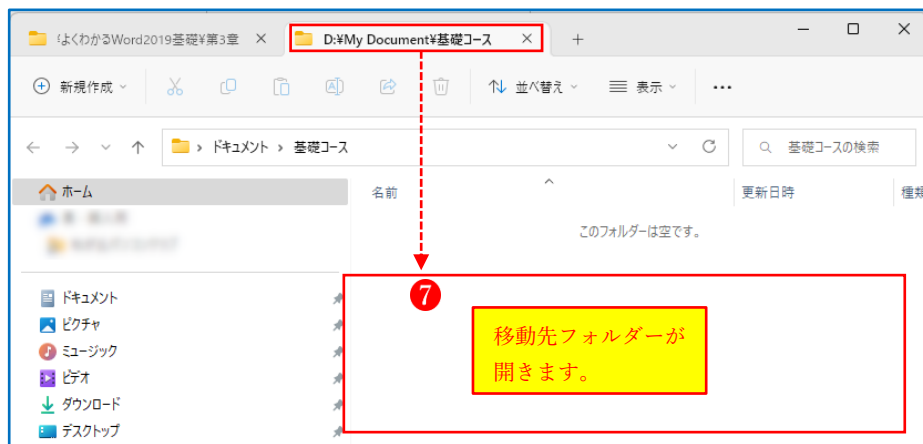 よくわかるWord2019基礎¥第3章
D:¥My Document¥基礎コース
新規作成
並べ替え
表示
ドキュメント
基礎コース
基礎コースの検索
ホーム
名前
更新日時
種類
このフォルダーは空です。
ドキュメント
ピクチャ
ミュージック
ビデオ
ダウンロード
デスクトップ
7
移動先フォルダーが
開きます。